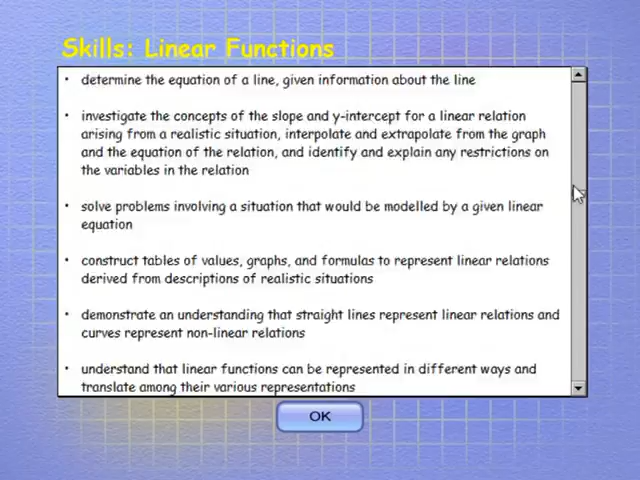 Skills: Linear Functions
• determine the equation of a line, given information about the line
• investigate the concepts of the slope and y-intercept for a linear relation
arising from a realistic situation, interpolate and extrapolate from the graph
and the equation of the relation, and identify and explain any restrictions on
the variables in the relation
• solve problems involving a situation that would be modelled by a given linear
equation
• construct tables of values, graphs, and formulas to represent linear relations
derived from descriptions of realistic situations
• demonstrate an understanding that straight lines represent linear relations and
curves represent non-linear relations
• understand that linear functions can be represented in different ways and
translate among their various representations
OK